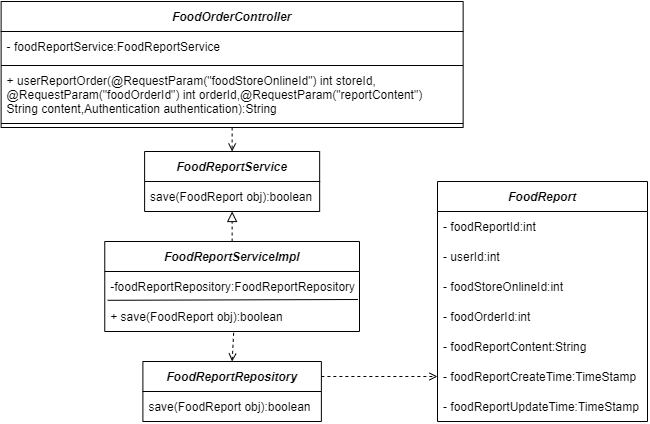 FoodOrderController
- foodReportService:FoodReportService
+ userReportOrder(@RequestParam("foodStoreOnlineId") int storeId,
@RequestParam("foodOrderId") int orderId,@RequestParam("reportContent")
String content,Authentication authentication):String
FoodReportService
save(FoodReport obj):boolean
FoodReportServiceImpl
-foodReportRepository:FoodReportRepository
+ save(FoodReport obj):boolean
FoodReportRepository
save(FoodReport obj):boolean
FoodReport
- foodReportId:int
- userId:int
- foodStoreOnlineId:int
- foodOrderId:int
- foodReportContent:String
- foodReportCreateTime:TimeStamp
- foodReportUpdateTime:TimeStamp